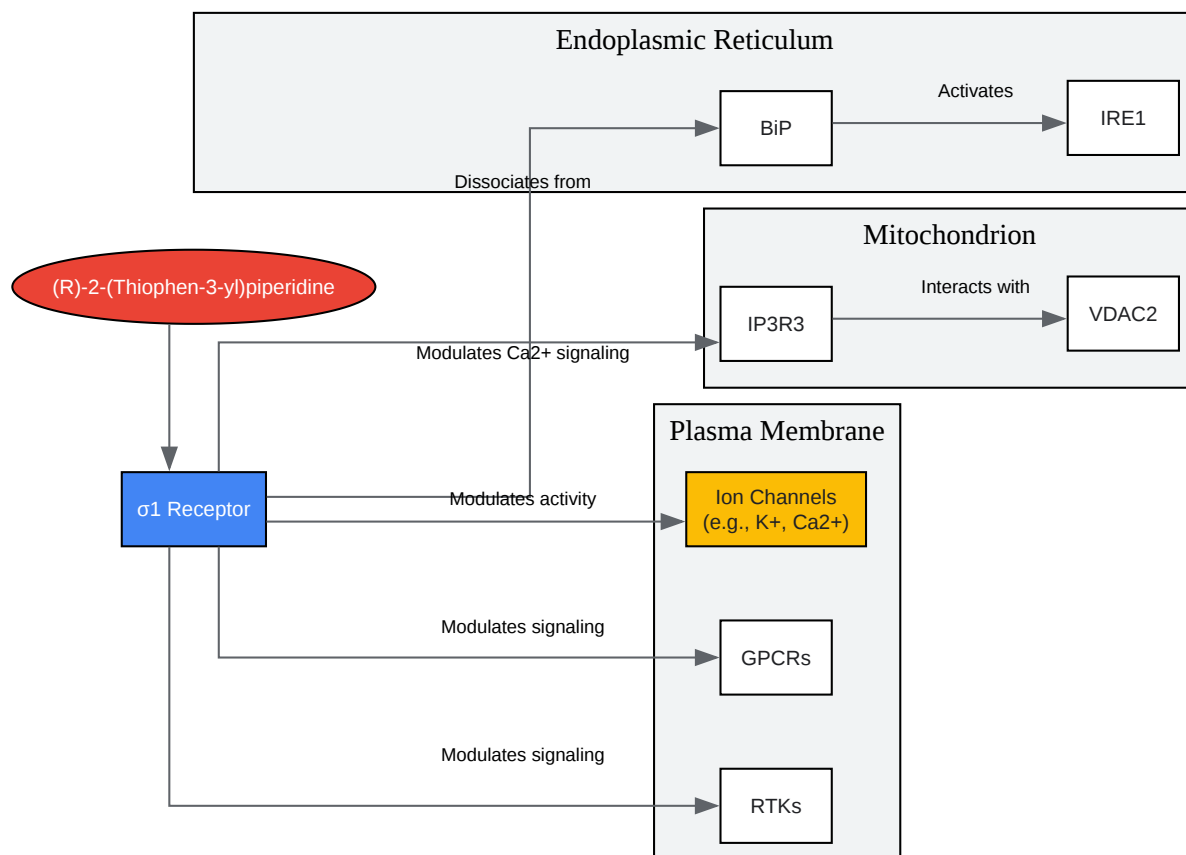 Endoplasmic Reticulum
Activates
BiP
IRE1
Dissociates from
Mitochondrion
(R)-2-(Thiophen-3-yl)piperidine
Interacts with
IP3R3
VDAC2
Modulates Ca2+ signaling
Plasma Membrane
σ1 Receptor
Modulates activity
Ion Channels
(e.g., K+, Ca2+)
Modulates signaling
GPCRs
Modulates signaling
RTKs